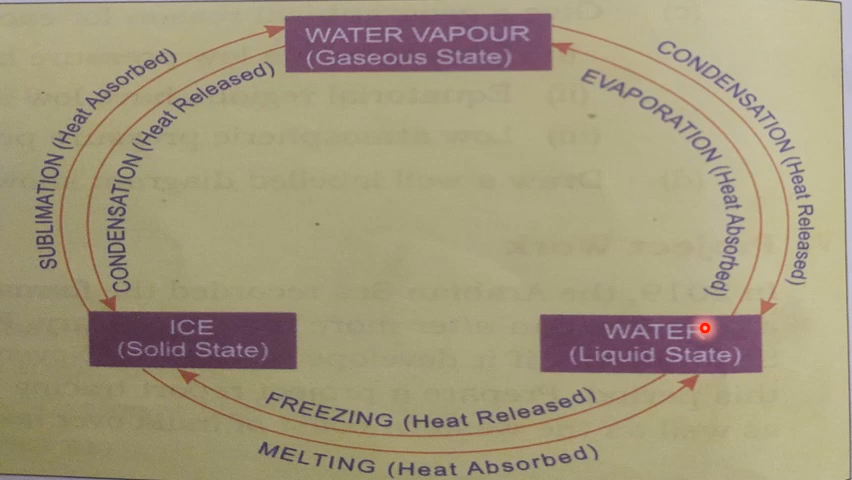 WATER VAPOUR
(Gaseous State)
SUBLIMATION (Heat Absorbed)
CONDENSATION (Heat Released)
EVAPORATION (Heat Absorbed)
CONDENSATION (Heat Released)
ICE
(Solid State)
WATER
(Liquid State)
FREEZING (Heat Released)
MELTING (Heat Absorbed)